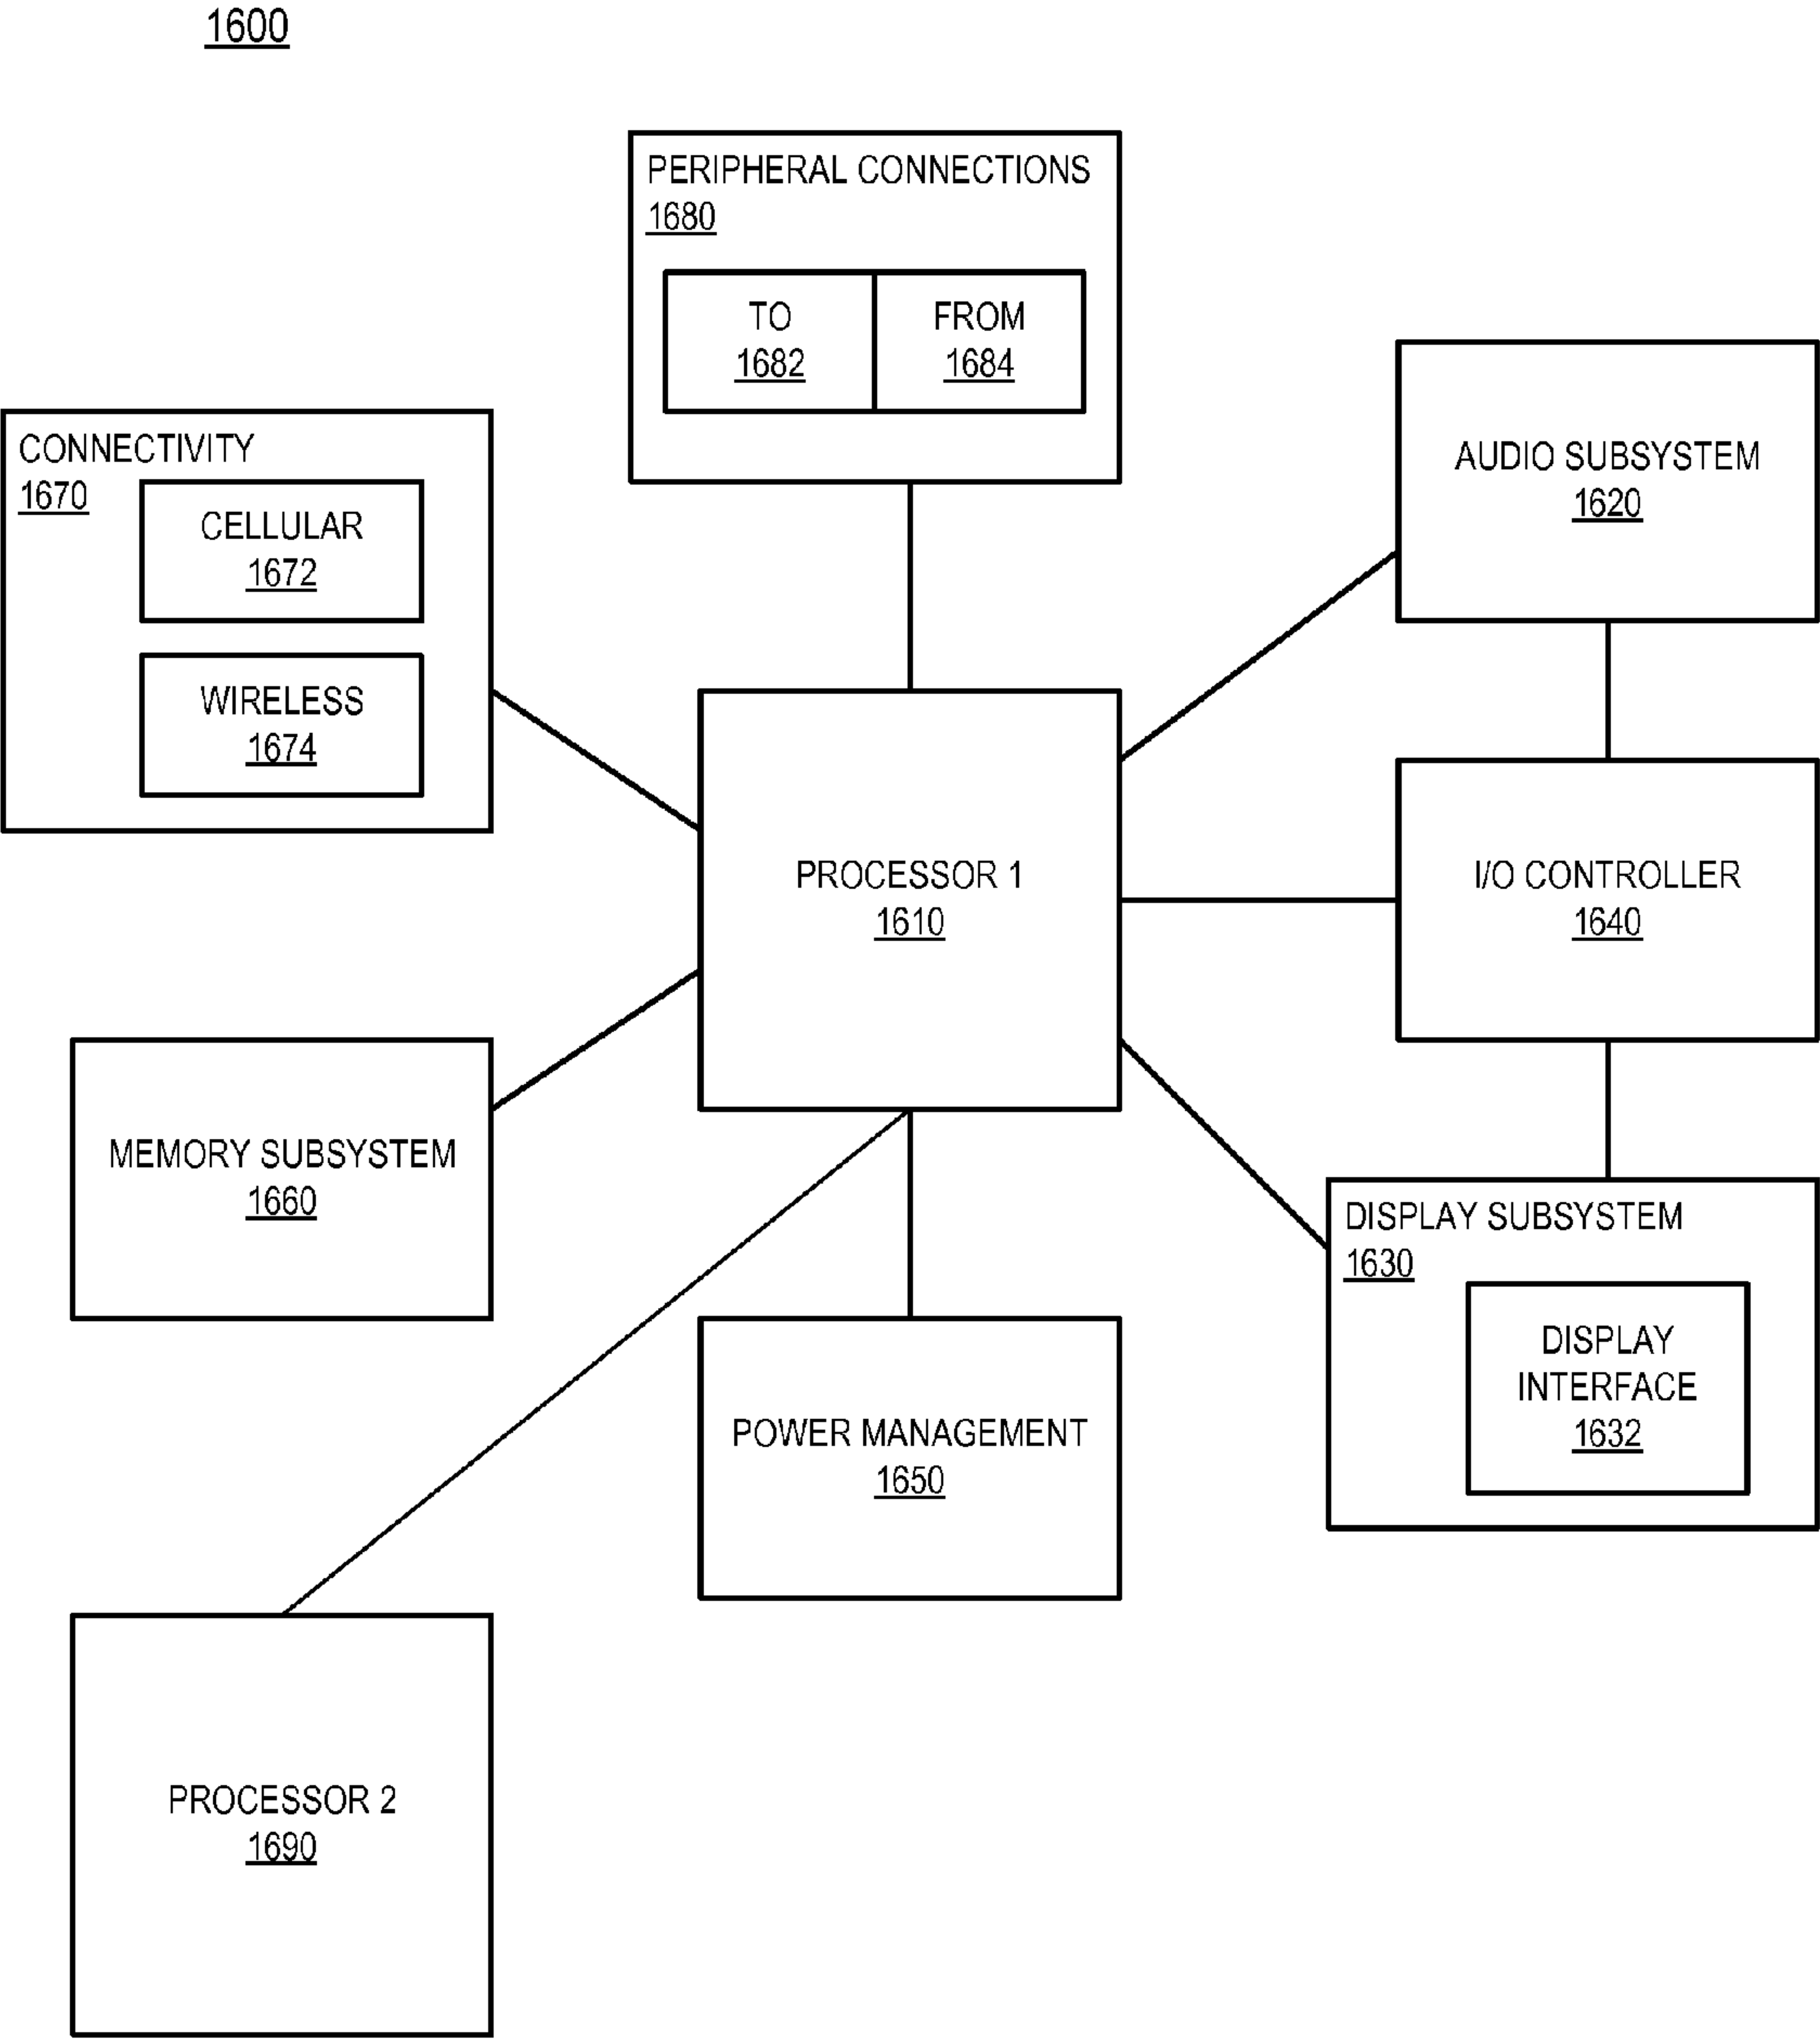 1600
PERIPHERAL CONNECTIONS
1680
TO
1682
FROM
1684
CONNECTIVITY
1670
CELLULAR
1672
WIRELESS
1674
AUDIO SUBSYSTEM
1620
PROCESSOR 1
1610
I/O CONTROLLER
1640
MEMORY SUBSYSTEM
1660
DISPLAY SUBSYSTEM
1630
DISPLAY
INTERFACE
1632
POWER MANAGEMENT
1650
PROCESSOR 2
1690